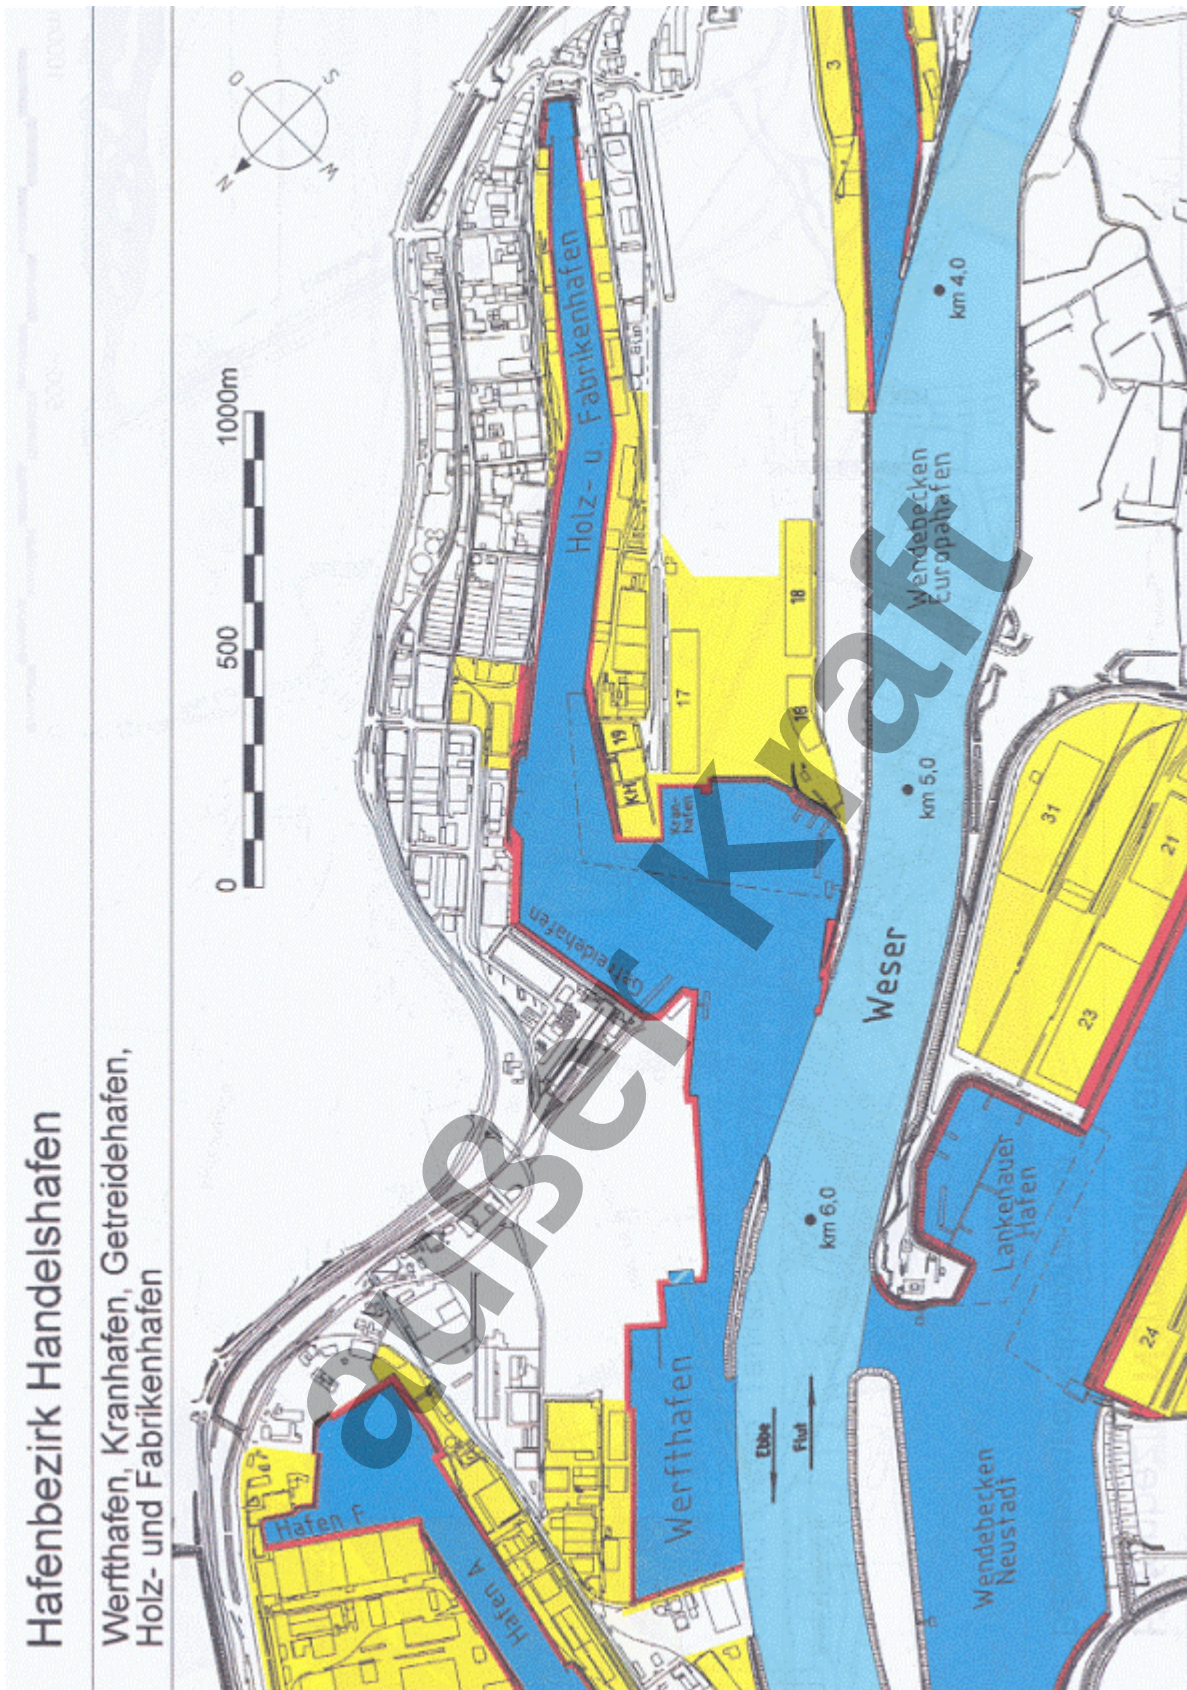 Hafenbezirk Handelshafen
Werfthafen, Kranhafen, Getreidehafen,
Holz- und Fabrikenhafen
0 500 1000m
N
O
S
W
Holz- u. Fabrikenhafen
Getreidehafen
Kran-
hafen
KH
19
17
16
18
3
Werfthafen
Hafen F
Hafen A
Weser
km 4,0
km 5,0
km 6,0
Wendebecken
Europahafen
Ebbe
Flut
Lankenauer
Hafen
Wendebecken
Neustadt
31
21
23
24
außer Kraft